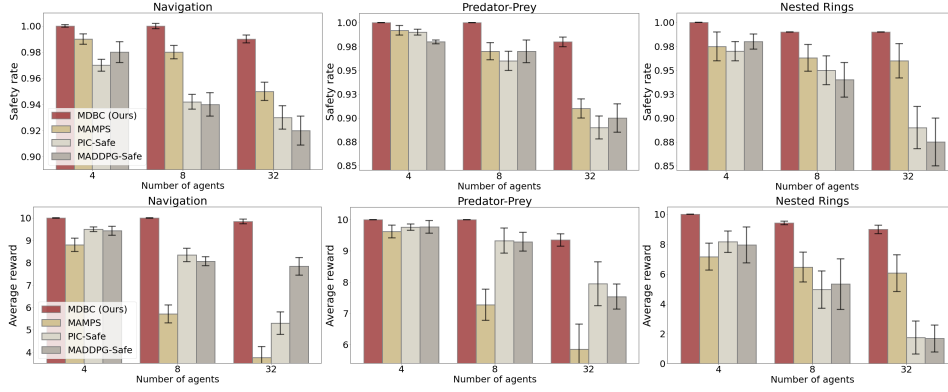 Navigation
Safety rate
1.00
0.98
0.96
0.94
0.92
0.90
MDBC (Ours)
MAMPS
PIC-Safe
MADDPG-Safe
4
8
32
Number of agents
Predator-Prey
Safety rate
1.00
0.98
0.95
0.93
0.90
0.88
0.85
4
8
32
Number of agents
Nested Rings
Safety rate
1.00
0.98
0.95
0.93
0.90
0.88
0.85
4
8
32
Number of agents
Navigation
Average reward
10
9
8
7
6
5
4
MDBC (Ours)
MAMPS
PIC-Safe
MADDPG-Safe
4
8
32
Number of agents
Predator-Prey
Average reward
10
9
8
7
6
4
8
32
Number of agents
Nested Rings
Average reward
10
8
6
4
2
0
4
8
32
Number of agents